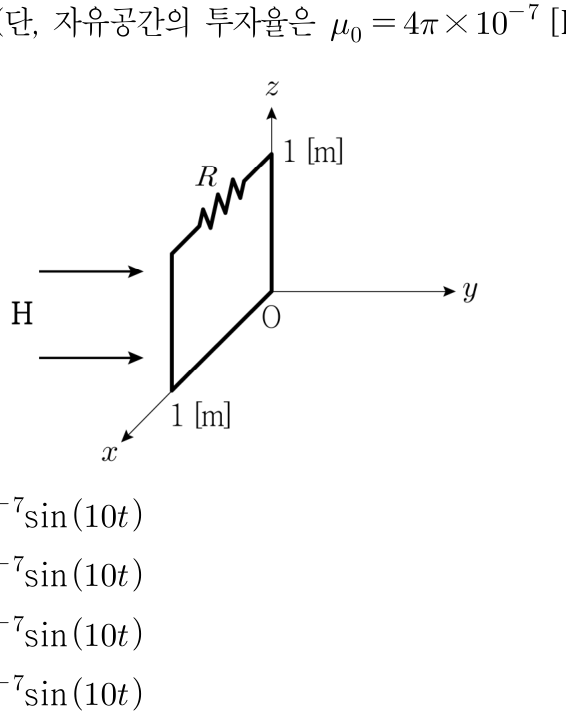 (단, 자유공간의 투자율은 μ₀ = 4π×10⁻⁷ [
z
1 [m]
R
H
y
O
1 [m]
x
⁻⁷sin(10t)
⁻⁷sin(10t)
⁻⁷sin(10t)
⁻⁷sin(10t)